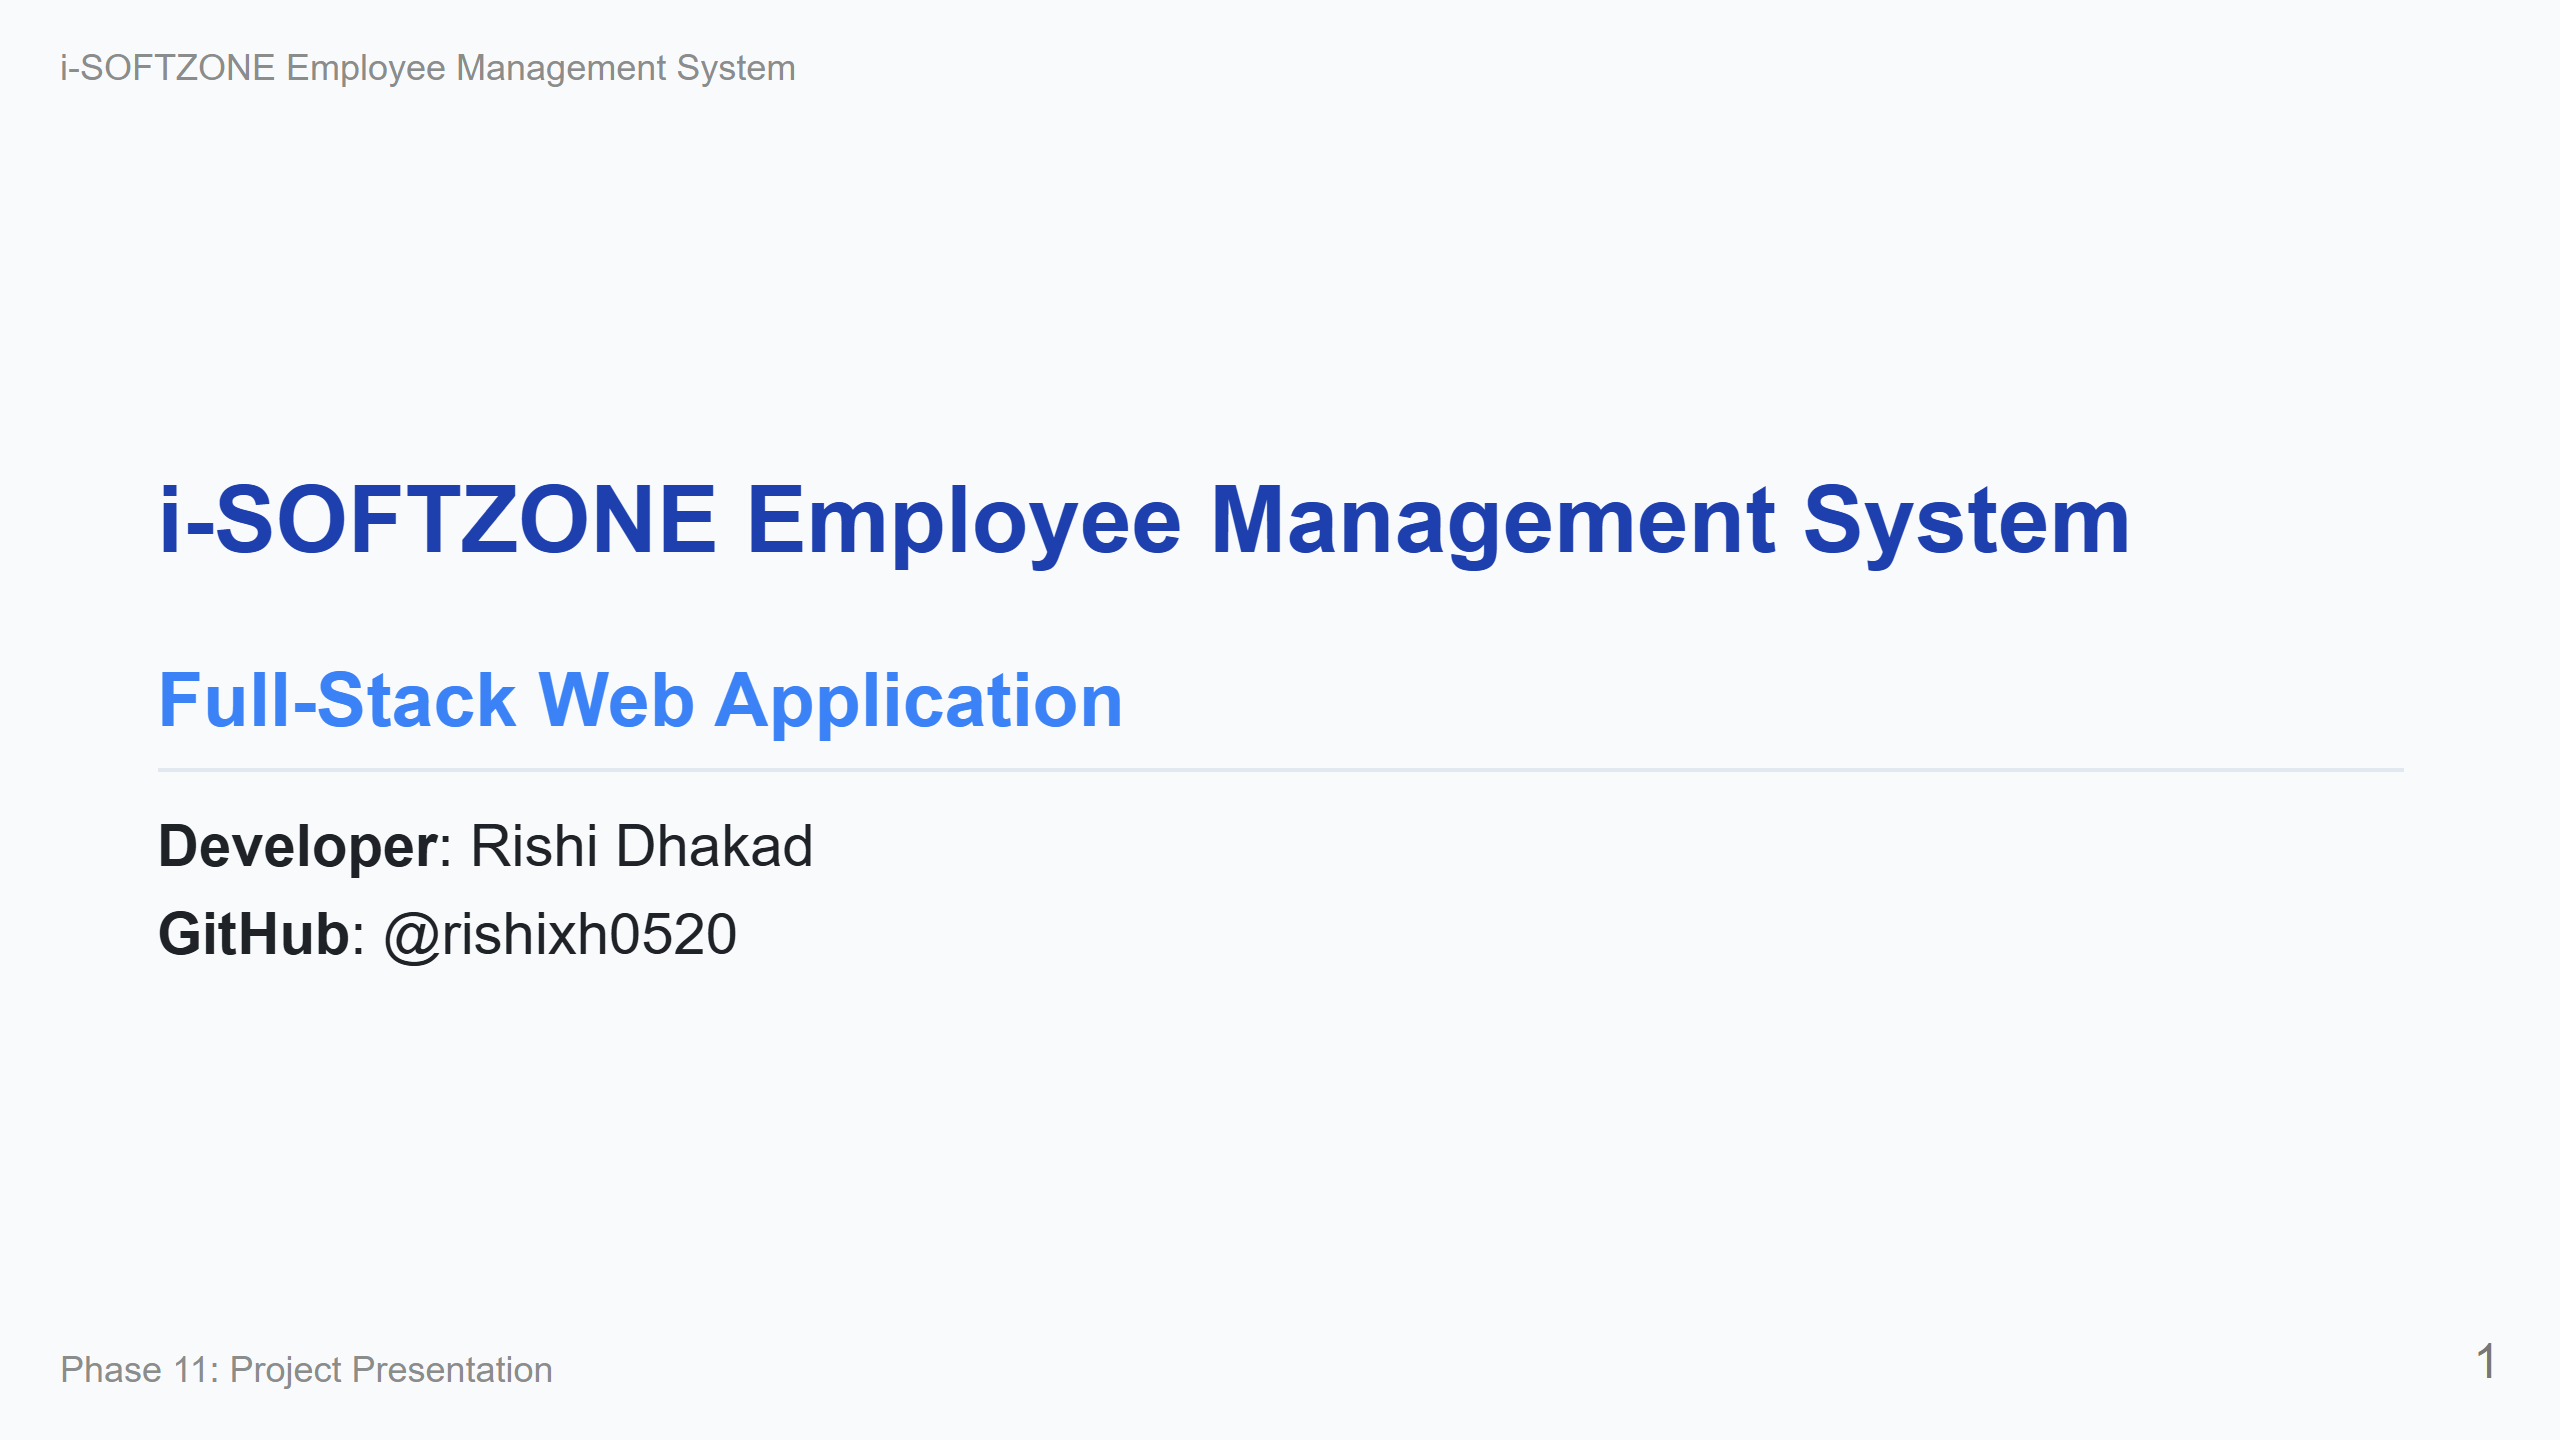 i-SOFTZONE Employee Management System
i-SOFTZONE Employee Management System
Full-Stack Web Application
Developer: Rishi Dhakad
GitHub: @rishixh0520
Phase 11: Project Presentation
1